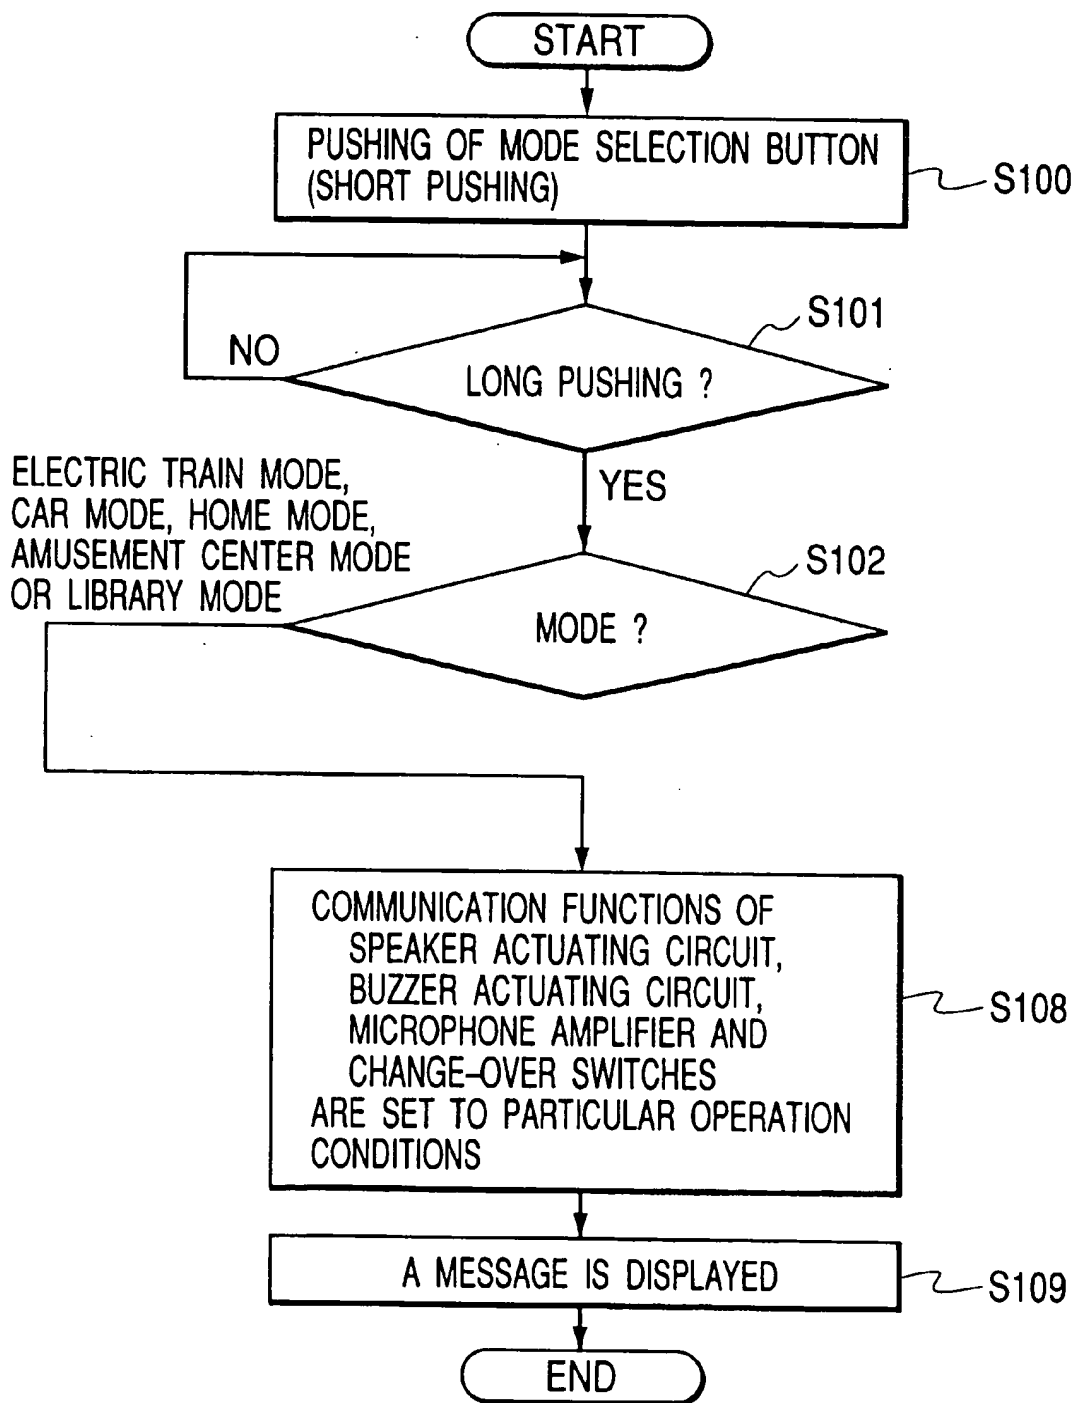 START
PUSHING OF MODE SELECTION BUTTON
(SHORT PUSHING)
S100
S101
NO
LONG PUSHING ?
YES
ELECTRIC TRAIN MODE,
CAR MODE, HOME MODE,
AMUSEMENT CENTER MODE
OR LIBRARY MODE
S102
MODE ?
COMMUNICATION FUNCTIONS OF
SPEAKER ACTUATING CIRCUIT,
BUZZER ACTUATING CIRCUIT,
MICROPHONE AMPLIFIER AND
CHANGE–OVER SWITCHES
ARE SET TO PARTICULAR OPERATION
CONDITIONS
S108
A MESSAGE IS DISPLAYED
S109
END